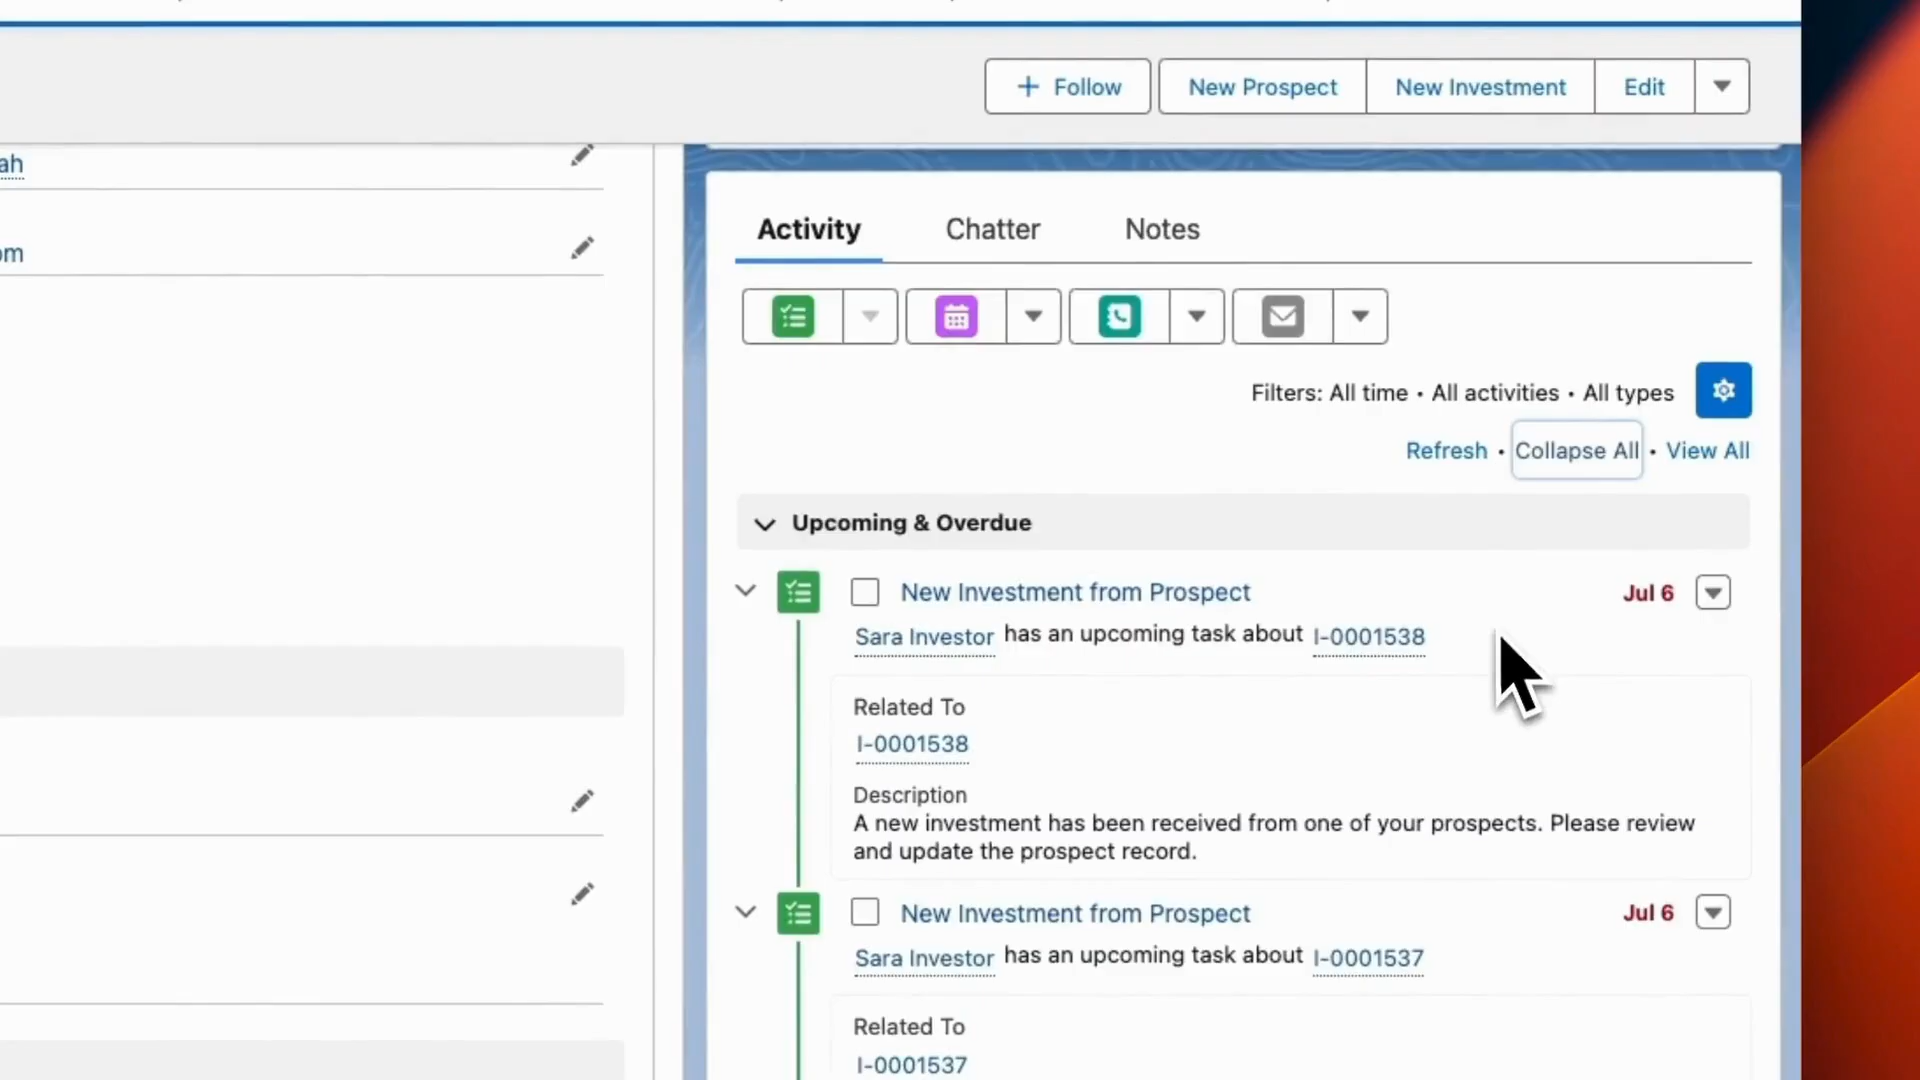 Follow New Prospect New Investment Edit
ah
om
Activity Chatter Notes
Filters: All time • All activities • All types
Refresh • Collapse All • View All
Upcoming & Overdue
New Investment from Prospect Jul 6
Sara Investor has an upcoming task about I-0001538
Related To
I-0001538
Description
A new investment has been received from one of your prospects. Please review
and update the prospect record.
New Investment from Prospect Jul 6
Sara Investor has an upcoming task about I-0001537
Related To
I-0001537